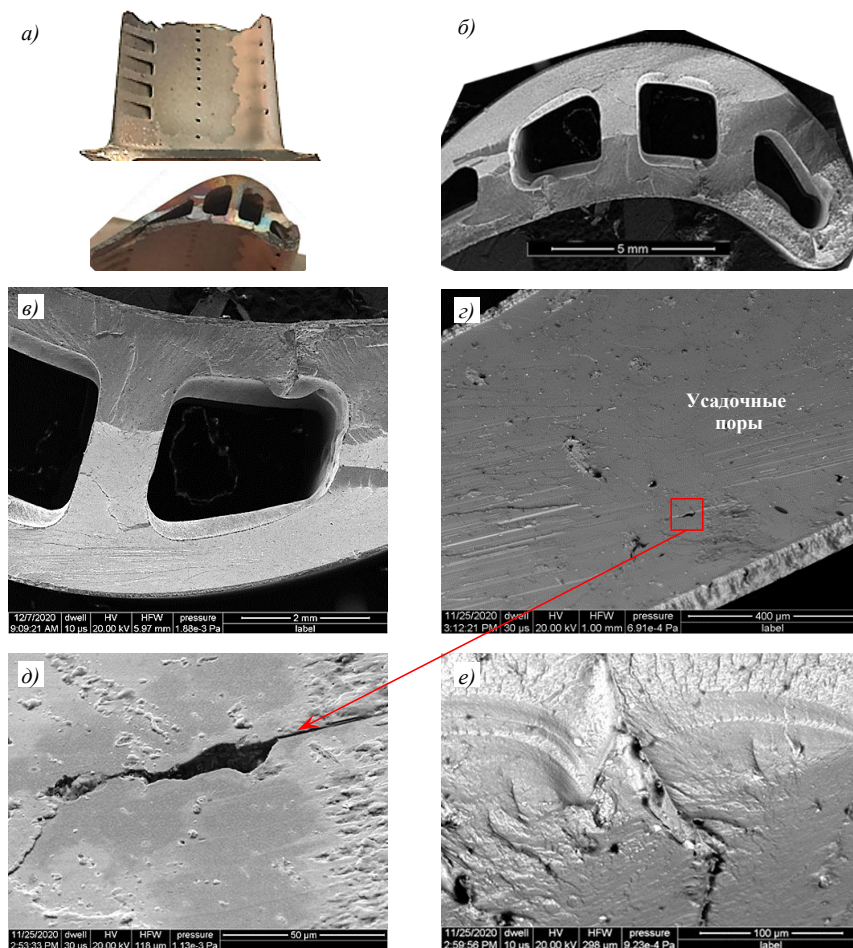 а)
б)
5 mm
в)
12/7/2020 dwell HV HFW pressure 2 mm
9:09:21 AM 10 µs 20.00 kV 5.97 mm 1.88e-3 Pa label
г)
Усадочные
поры
11/25/2020 dwell HV HFW pressure 400 µm
3:12:21 PM 30 µs 20.00 kV 1.00 mm 6.91e-4 Pa label
д)
11/25/2020 dwell HV HFW pressure 50 µm
2:53:33 PM 30 µs 20.00 kV 118 µm 1.13e-3 Pa label
е)
11/25/2020 dwell HV HFW pressure 100 µm
2:59:56 PM 10 µs 20.00 kV 298 µm 9.23e-4 Pa label